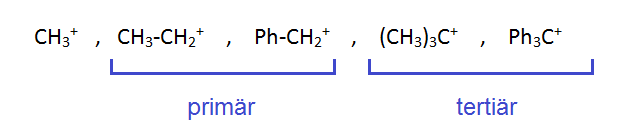 CH₃⁺ , CH₃-CH₂⁺ , Ph-CH₂⁺ , (CH₃)₃C⁺ , Ph₃C⁺
primär tertiär